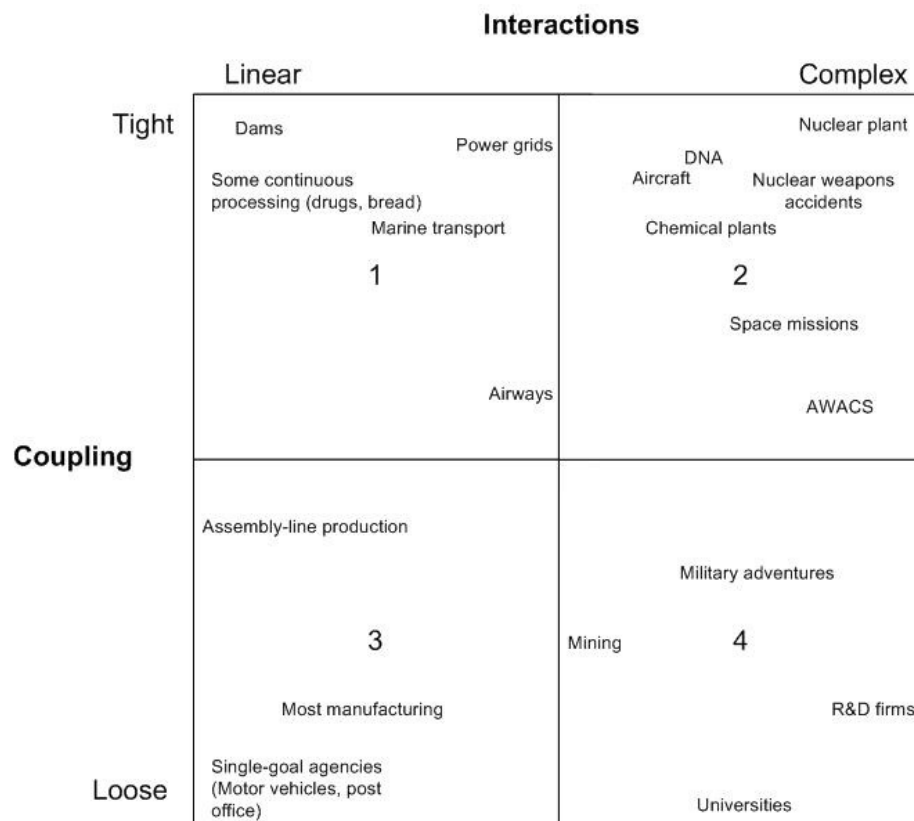 Interactions
Linear
Complex
Tight
Dams
Power grids
Nuclear plant
DNA
Aircraft
Some continuous
processing (drugs, bread)
Nuclear weapons
accidents
Marine transport
Chemical plants
1
2
Space missions
Airways
AWACS
Coupling
Assembly-line production
Military adventures
3
Mining
4
Most manufacturing
R&D firms
Single-goal agencies
(Motor vehicles, post
office)
Loose
Universities